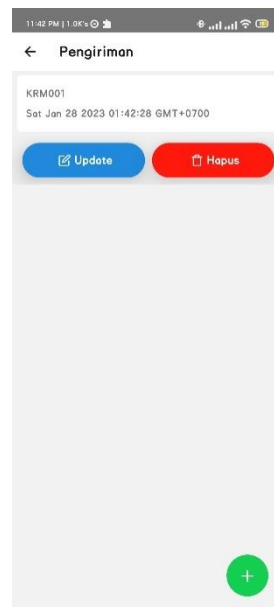 11:42 PM | 1.0K's
Pengiriman
KRM001
Sat Jan 28 2023 01:42:28 GMT+0700
Update
Hapus